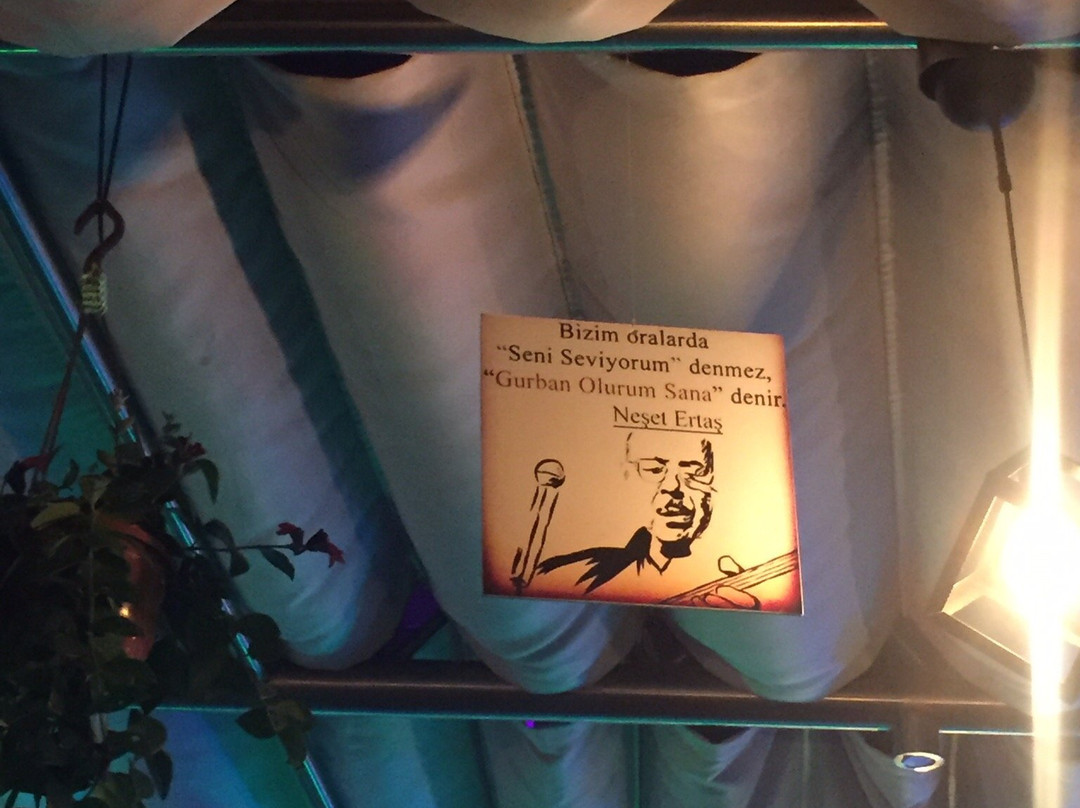 Bizim oralarda
“Seni Seviyorum” denmez,
“Gurban Olurum Sana” denir.
Neşet Ertaş